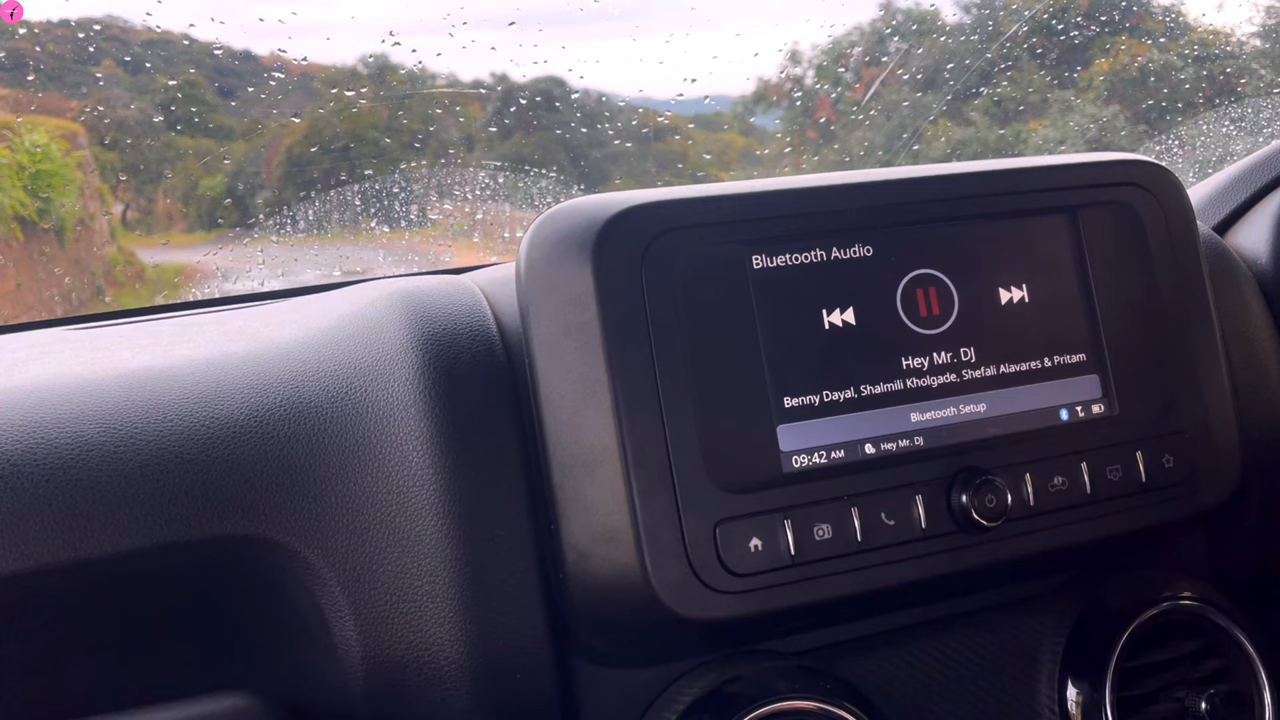 Bluetooth Audio
Hey Mr. DJ
Benny Dayal, Shalmili Kholgade, Shefali Alavares & Pritam
Bluetooth Setup
09:42 AM
Hey Mr. DJ